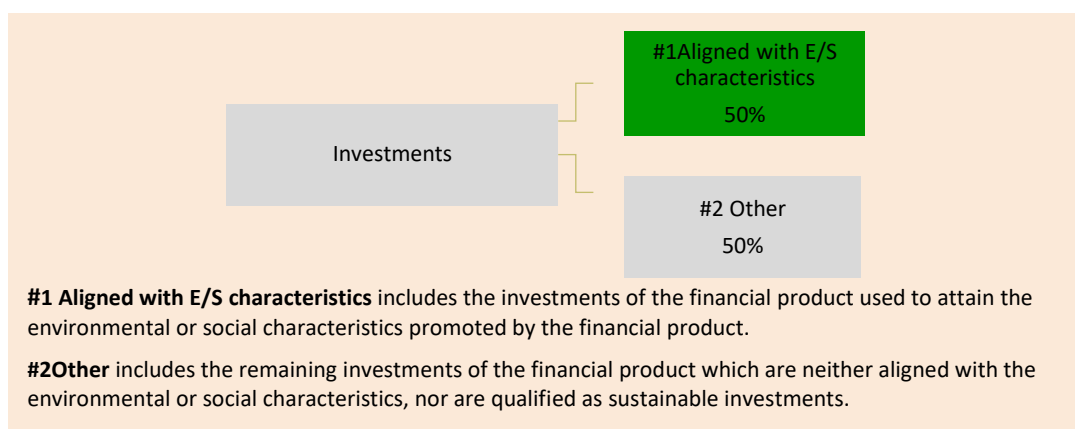 #1Aligned with E/S
characteristics
50%
Investments
#2 Other
50%
#1 Aligned with E/S characteristics includes the investments of the financial product used to attain the
environmental or social characteristics promoted by the financial product.
#2Other includes the remaining investments of the financial product which are neither aligned with the
environmental or social characteristics, nor are qualified as sustainable investments.